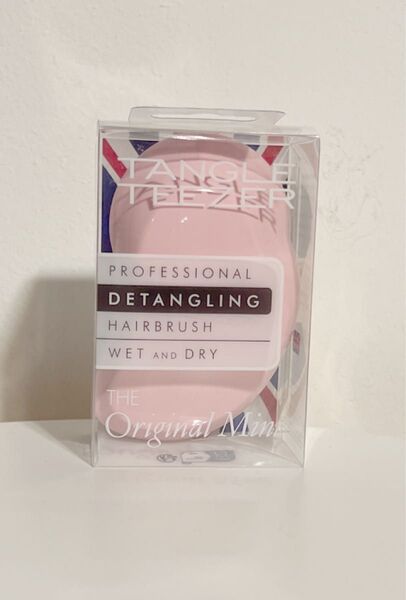 TANGLE
TEEZER
PROFESSIONAL
DETANGLING
HAIRBRUSH
WET AND DRY
THE
Original Mini